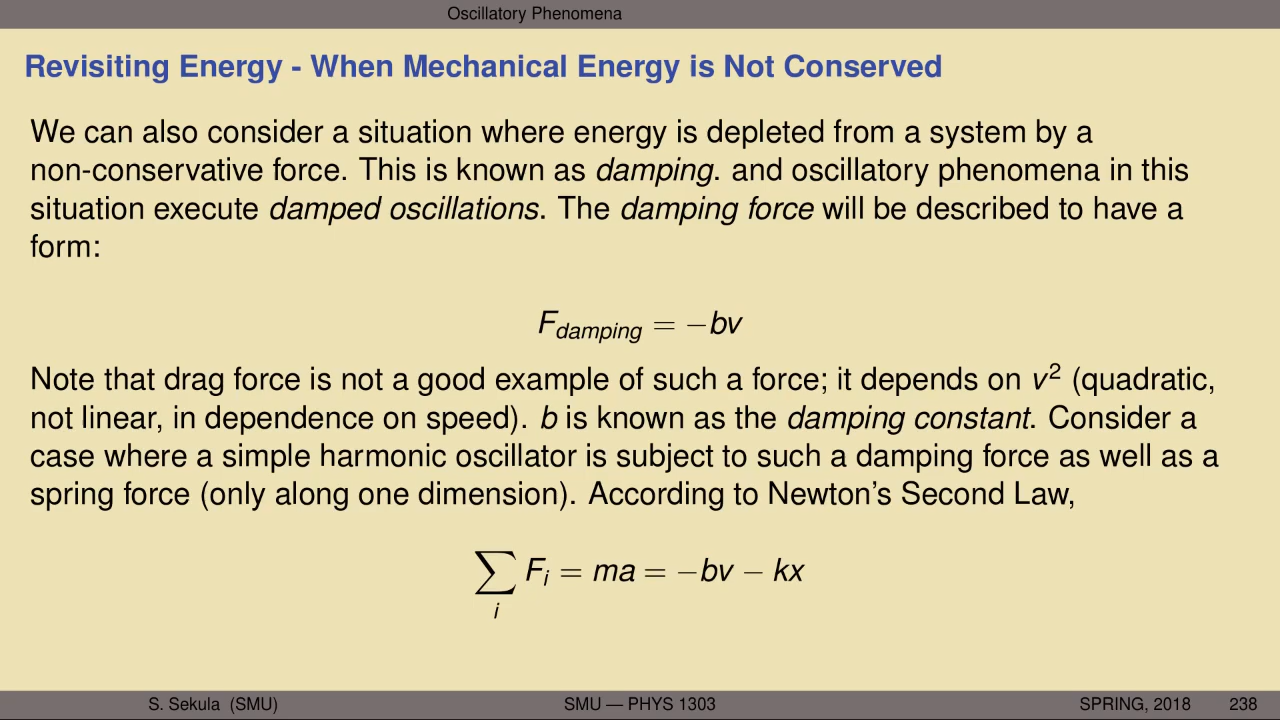 Oscillatory Phenomena
Revisiting Energy - When Mechanical Energy is Not Conserved
We can also consider a situation where energy is depleted from a system by a
non-conservative force. This is known as damping. and oscillatory phenomena in this
situation execute damped oscillations. The damping force will be described to have a
form:
F_damping = −bv
Note that drag force is not a good example of such a force; it depends on v² (quadratic,
not linear, in dependence on speed). b is known as the damping constant. Consider a
case where a simple harmonic oscillator is subject to such a damping force as well as a
spring force (only along one dimension). According to Newton's Second Law,
∑_i F_i = ma = −bv − kx
S. Sekula (SMU) SMU — PHYS 1303 SPRING, 2018 238